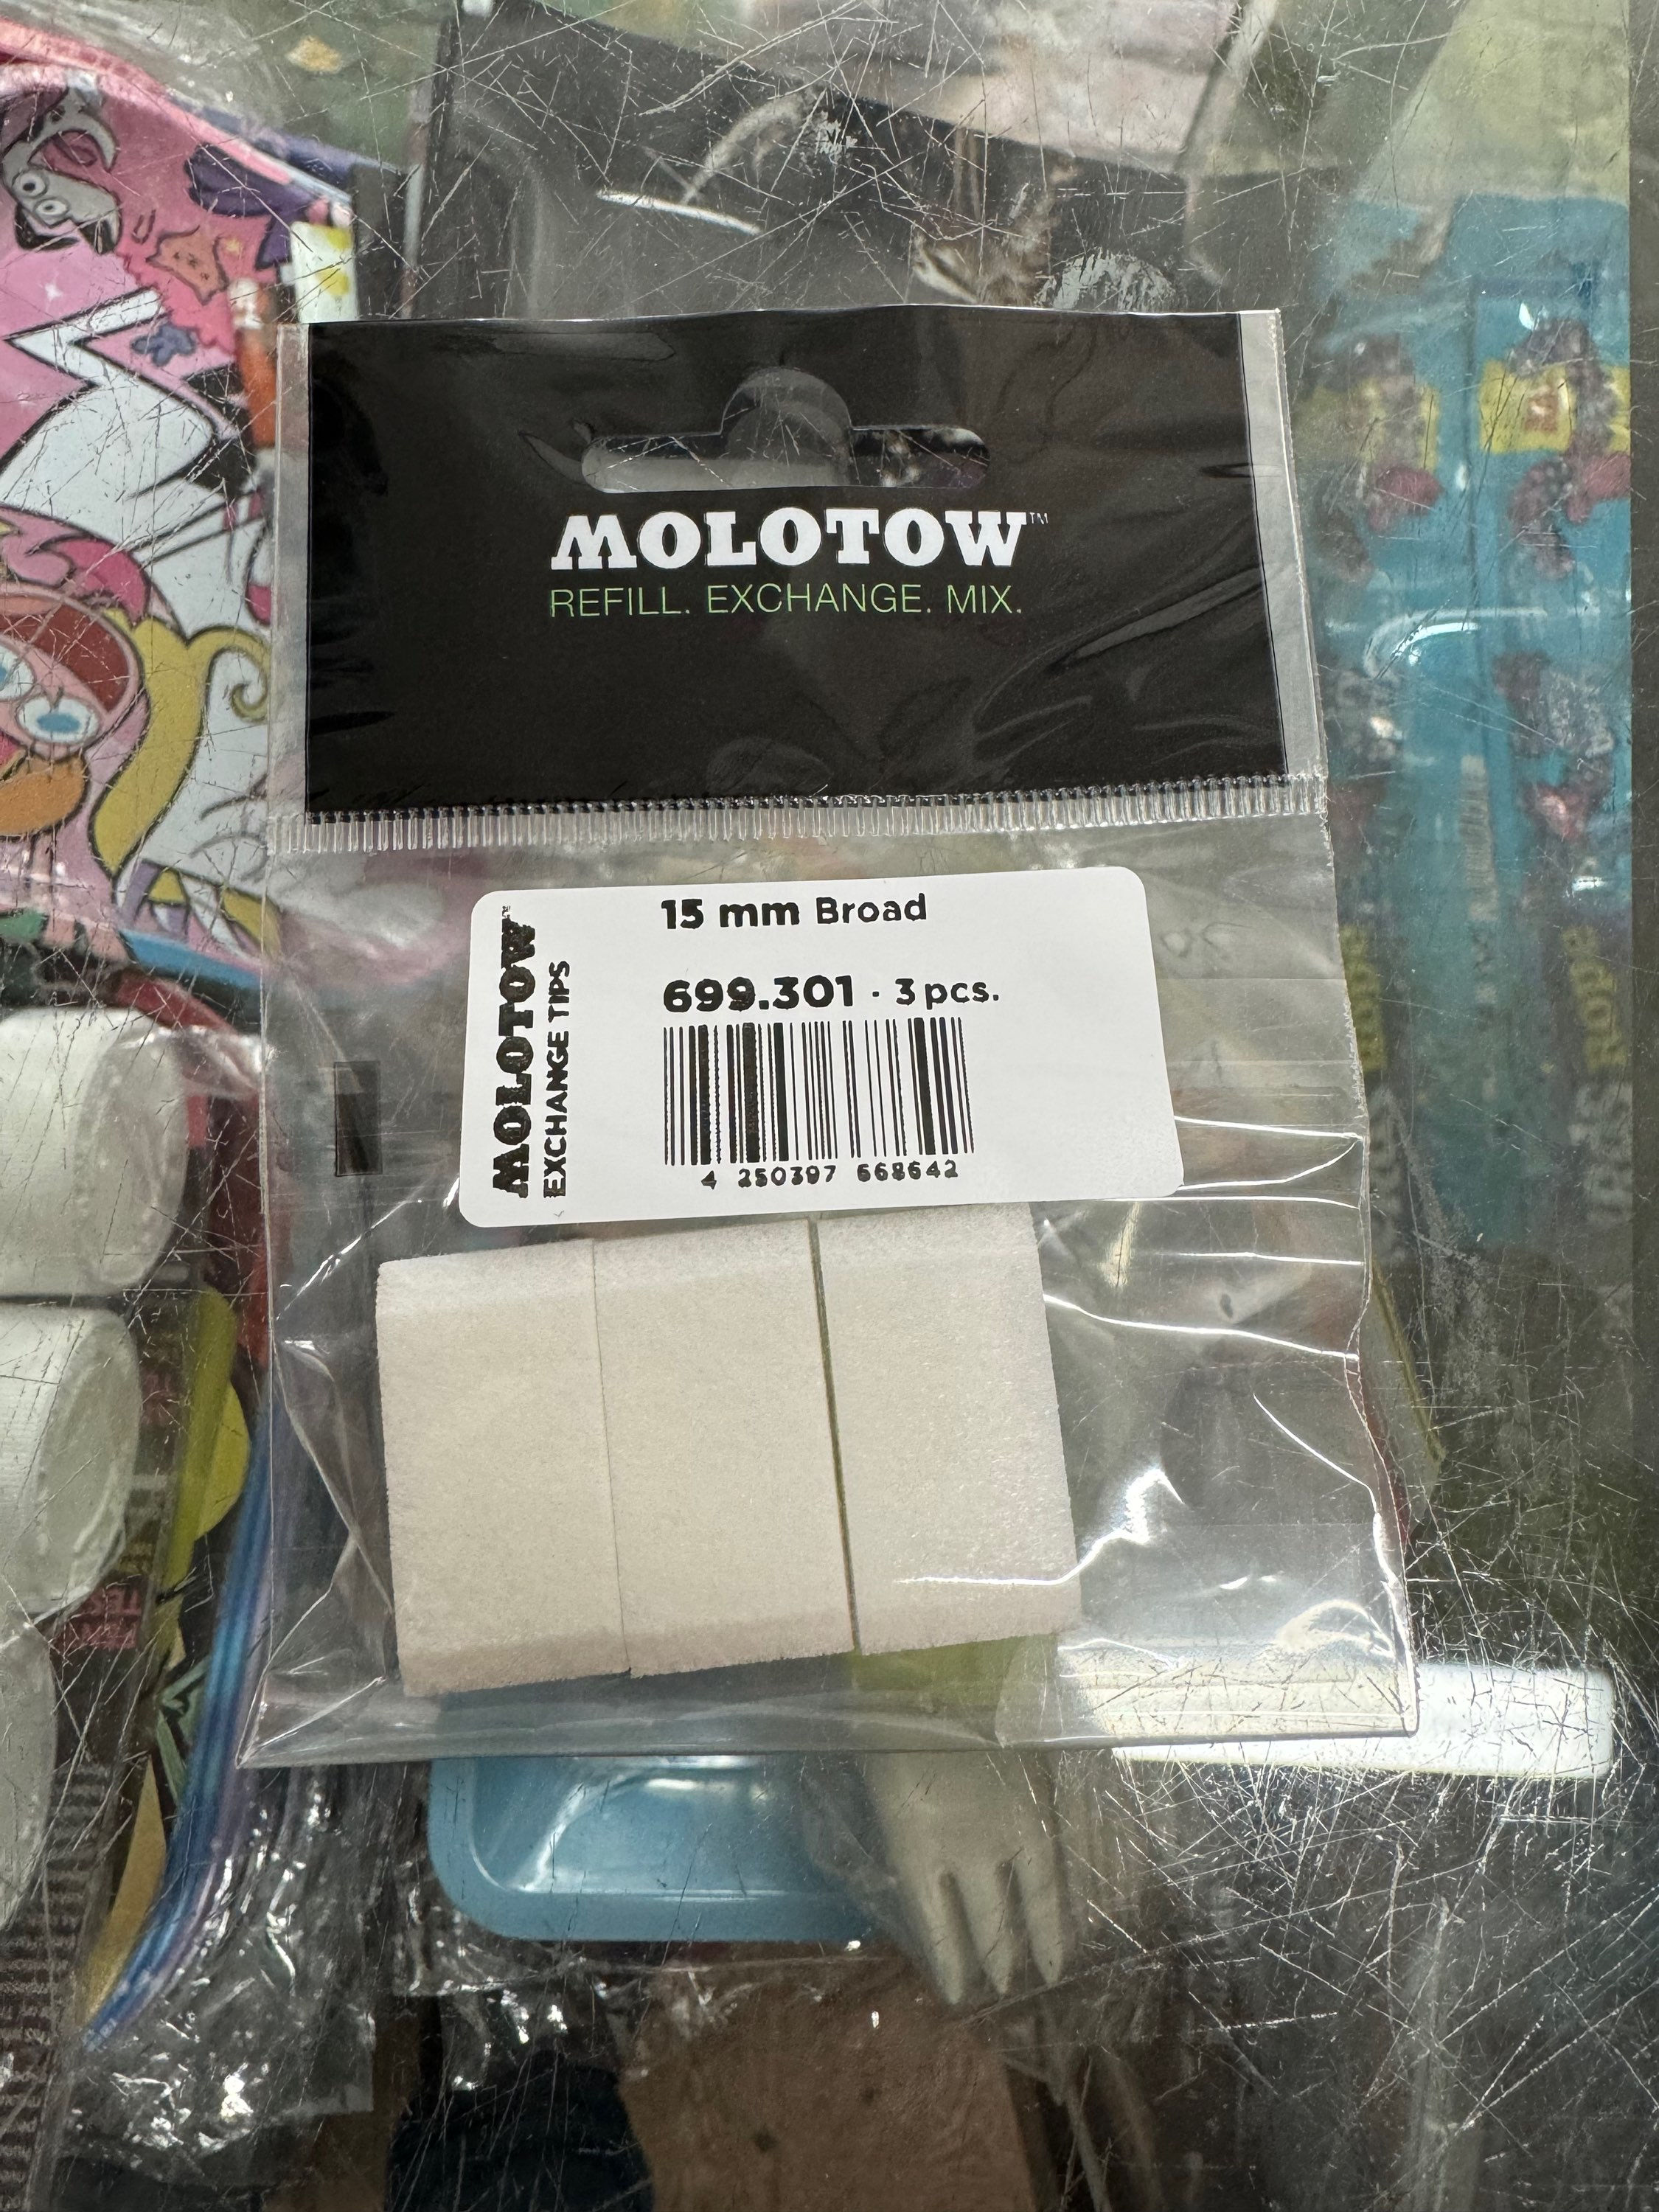 MOLOTOW™
REFILL. EXCHANGE. MIX.
MOLOTOW™
EXCHANGE TIPS
15 mm Broad
699.301 · 3 pcs.
4 250397 668642